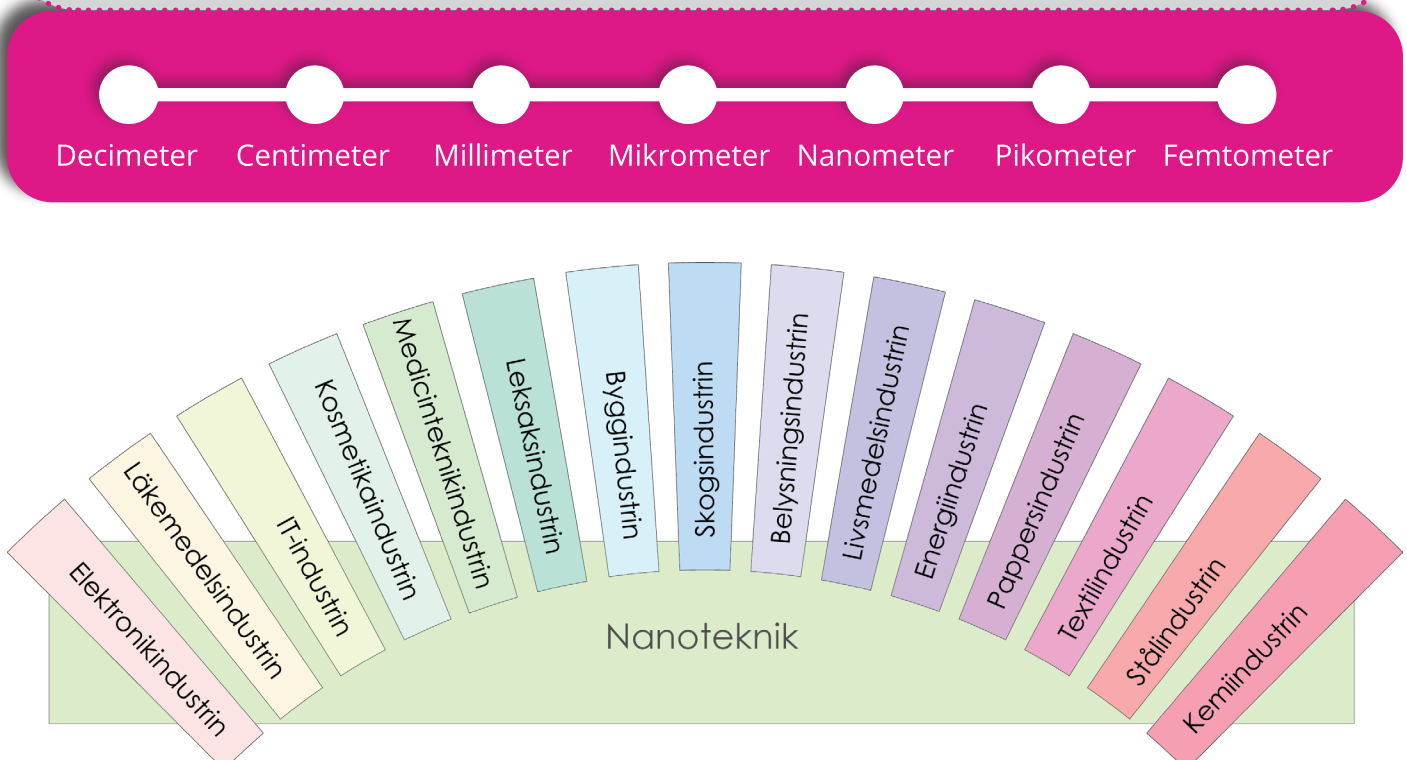 Decimeter
Centimeter
Millimeter
Mikrometer
Nanometer
Pikometer
Femtometer
Elektronikindustrin
Läkemedelsindustrin
IT-industrin
Kosmetikaindustrin
Medicinteknikindustrin
Leksaksindustrin
Byggindustrin
Skogsindustrin
Belysningsindustrin
Livsmedelsindustrin
Energiindustrin
Pappersindustrin
Textilindustrin
Stålindustrin
Kemiindustrin
Nanoteknik